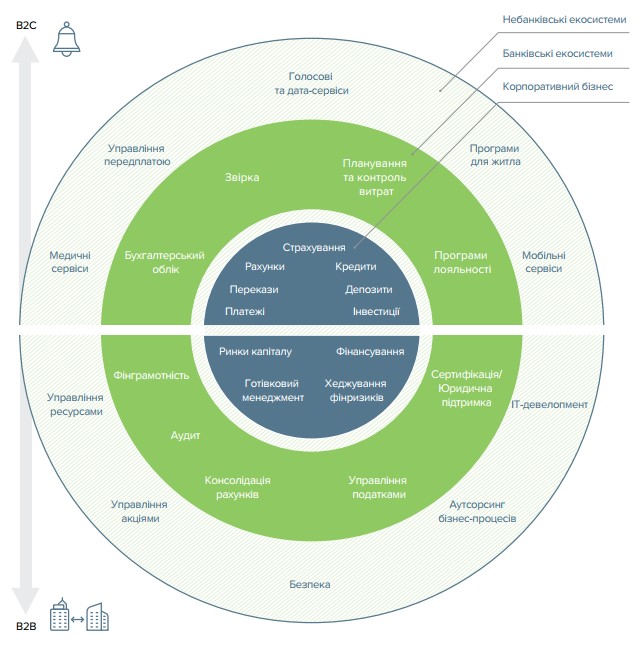 B2C
Небанківські екосистеми
Банківські екосистеми
Корпоративний бізнес
Голосові
та дата-сервіси
Управління
передплатою
Програми
для житла
Звірка
Планування
та контроль
витрат
Медичні
сервіси
Бухгалтерський
облік
Програми
лояльності
Мобільні
сервіси
Страхування
Рахунки
Кредити
Перекази
Депозити
Платежі
Інвестиції
Ринки капіталу
Фінансування
Готівковий
менеджмент
Хеджування
фінризиків
Фінграмотність
Сертифікація/
Юридична
підтримка
Управління
ресурсами
ІТ-девелопмент
Аудит
Консолідація
рахунків
Управління
податками
Управління
акціями
Аутсорсинг
бізнес-процесів
Безпека
B2B